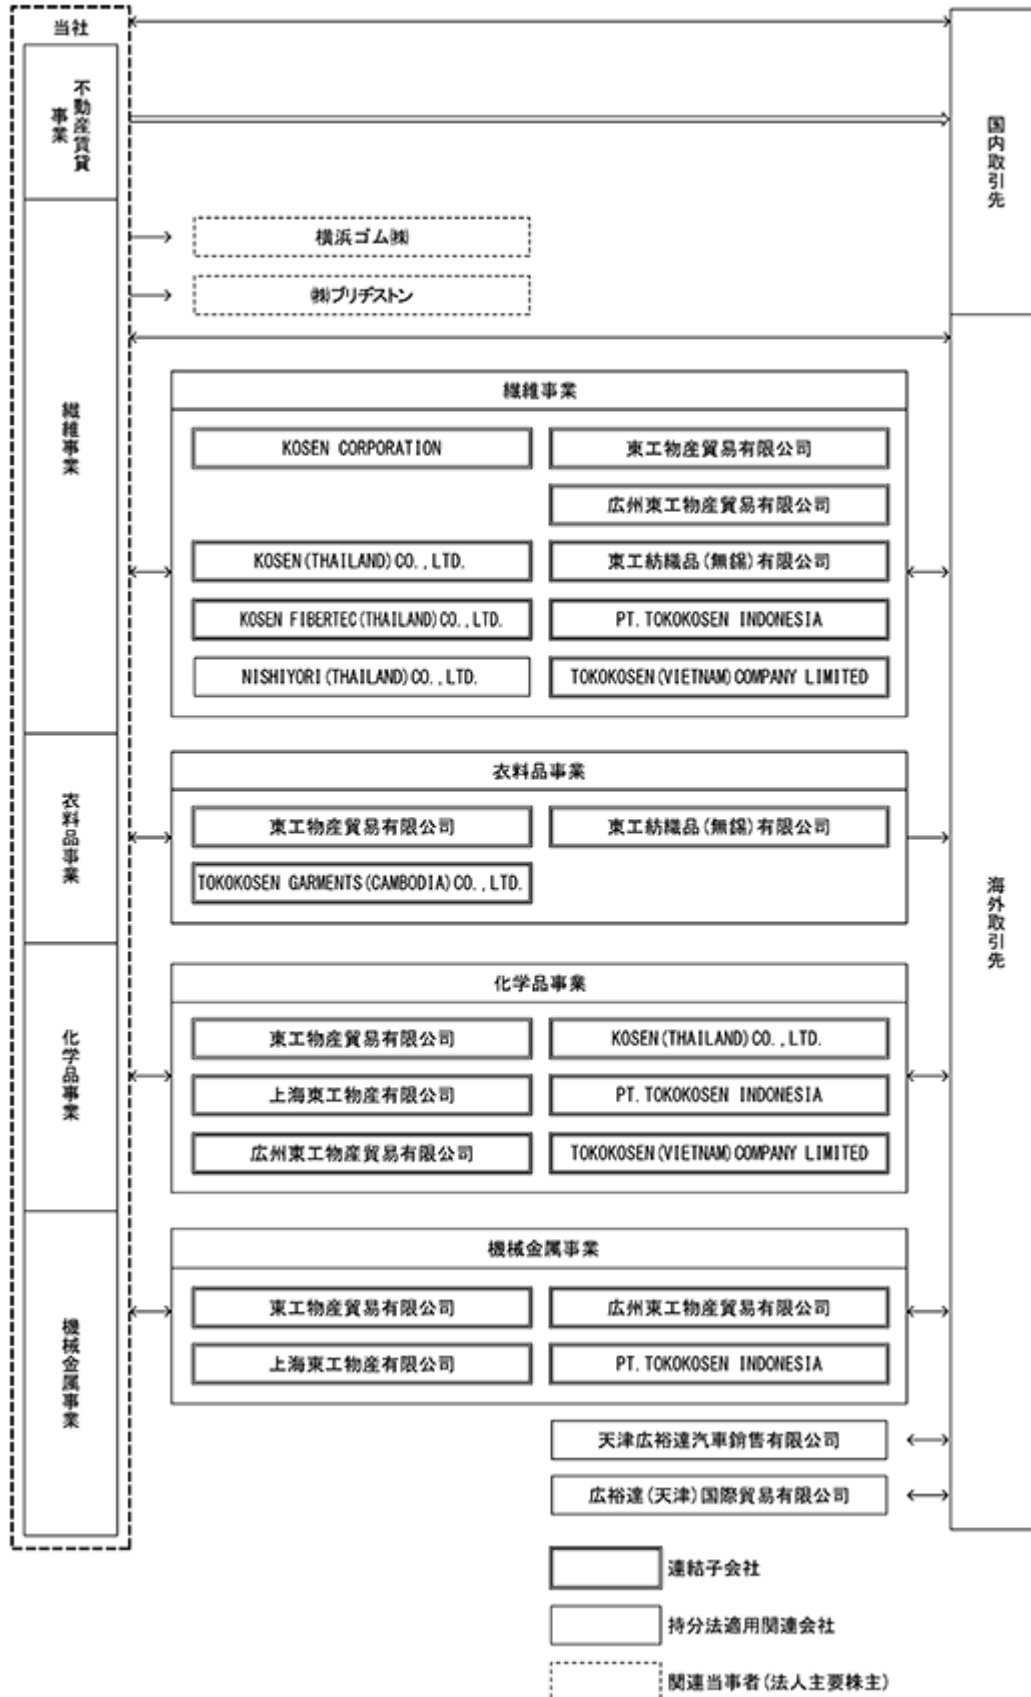 当社
不動産賃貸
事業
国内取引先
横浜ゴム㈱
㈱ブリヂストン
繊維事業
繊維事業
KOSEN CORPORATION
東工物産貿易有限公司
広州東工物産貿易有限公司
KOSEN(THAILAND)CO.,LTD.
東工紡織品(無錫)有限公司
KOSEN FIBERTEC(THAILAND)CO.,LTD.
PT.TOKOKOSEN INDONESIA
NISHIYORI(THAILAND)CO.,LTD.
TOKOKOSEN(VIETNAM)COMPANY LIMITED
衣料品事業
衣料品事業
東工物産貿易有限公司
東工紡織品(無錫)有限公司
TOKOKOSEN GARMENTS(CAMBODIA)CO.,LTD.
海外取引先
化学品事業
化学品事業
東工物産貿易有限公司
KOSEN(THAILAND)CO.,LTD.
上海東工物産有限公司
PT.TOKOKOSEN INDONESIA
広州東工物産貿易有限公司
TOKOKOSEN(VIETNAM)COMPANY LIMITED
機械金属事業
機械金属事業
東工物産貿易有限公司
広州東工物産貿易有限公司
上海東工物産有限公司
PT.TOKOKOSEN INDONESIA
天津広裕達汽車銷售有限公司
広裕達(天津)国際貿易有限公司
連結子会社
持分法適用関連会社
関連当事者(法人主要株主)